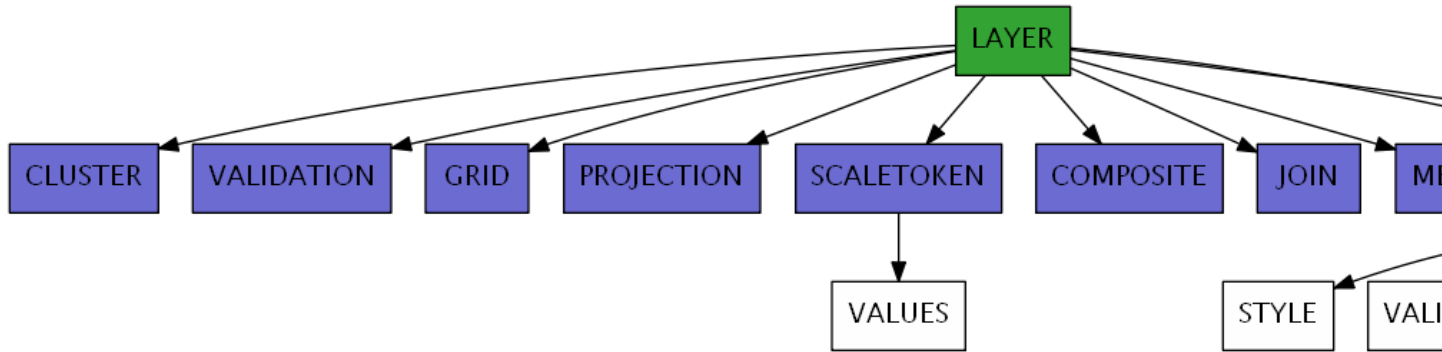 LAYER
CLUSTER
VALIDATION
GRID
PROJECTION
SCALETOKEN
COMPOSITE
JOIN
VALUES
STYLE